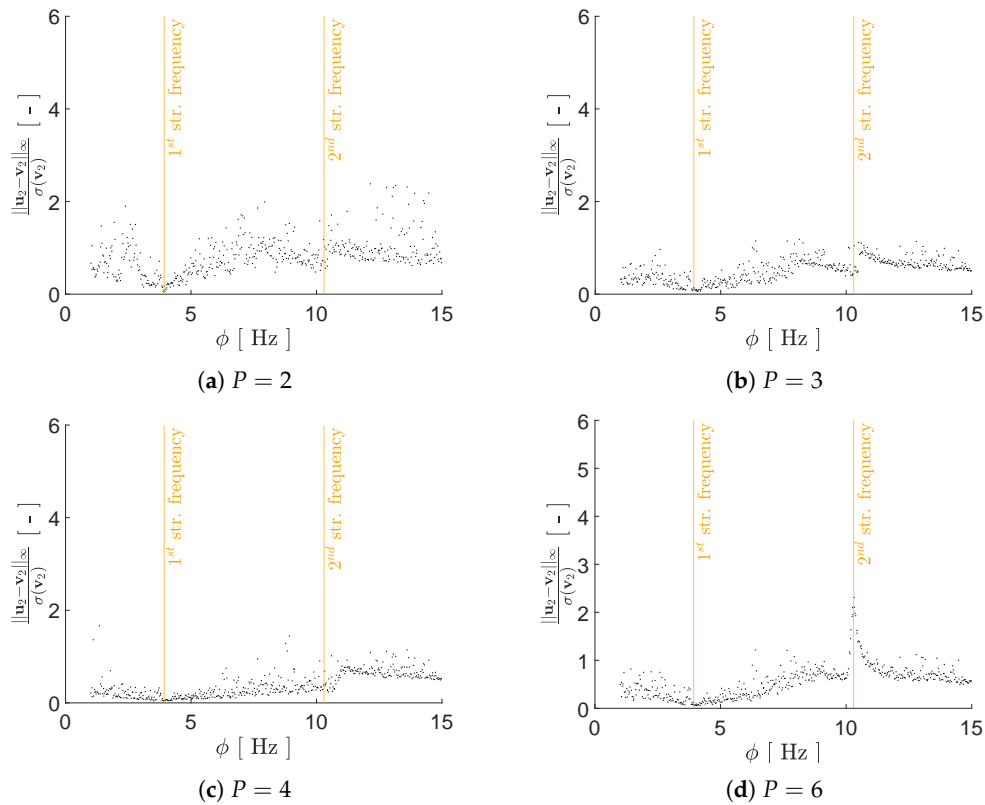 6
4
2
0
0
5
10
15
||u₂−v₂||∞
σ(v₂)
[ - ]
1st str. frequency
2nd str. frequency
ϕ [ Hz ]
(a) P = 2
6
4
2
0
0
5
10
15
||u₂−v₂||∞
σ(v₂)
[ - ]
1st str. frequency
2nd str. frequency
ϕ [ Hz ]
(b) P = 3
6
4
2
0
0
5
10
15
||u₂−v₂||∞
σ(v₂)
[ - ]
1st str. frequency
2nd str. frequency
ϕ [ Hz ]
(c) P = 4
6
5
4
3
2
1
0
0
5
10
15
||u₂−v₂||∞
σ(v₂)
[ - ]
1st str. frequency
2nd str. frequency
ϕ [ Hz ]
(d) P = 6